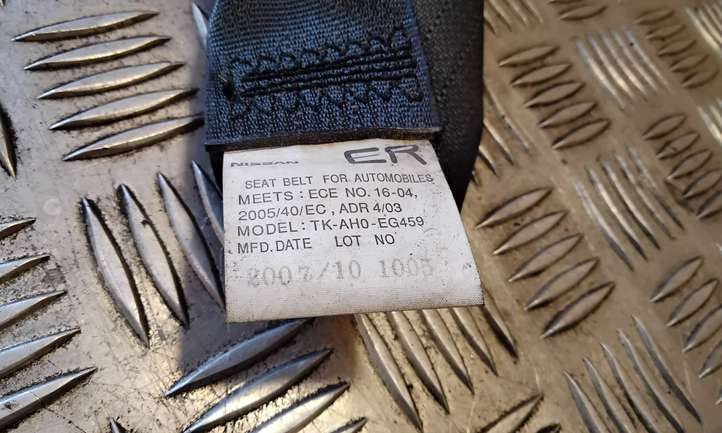 NISSAN ER
SEAT BELT FOR AUTOMOBILES
MEETS : ECE NO. 16-04,
2005/40/EC , ADR 4/03
MODEL : TK-AH0-EG459
MFD. DATE LOT NO
2007/10 1005